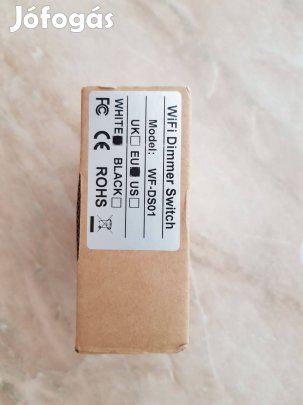 Jófogás
WiFi Dimmer Switch
Model: WF-DS01
UK EU US
WHITE BLACK
FC CE ROHS